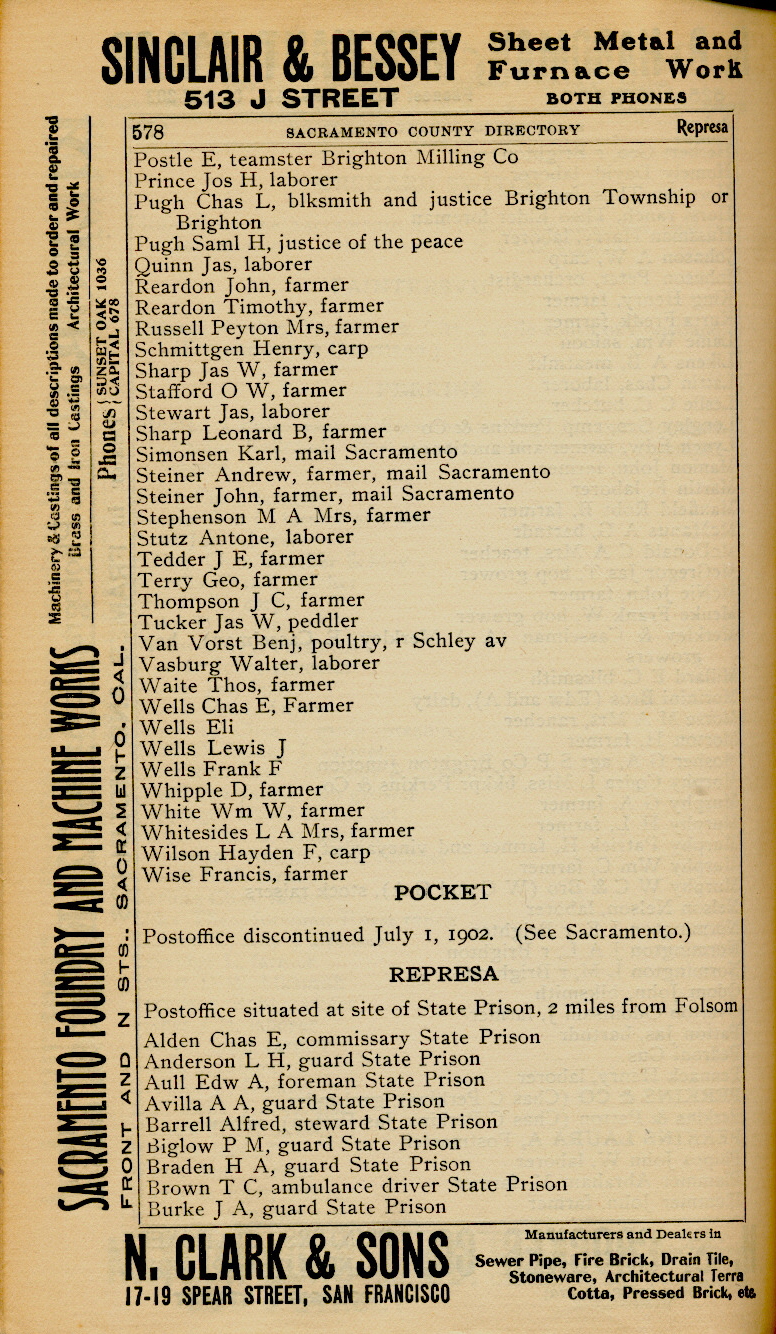 SINCLAIR & BESSEY
513 J STREET
Sheet Metal and
Furnace Work
BOTH PHONES
578 SACRAMENTO COUNTY DIRECTORY Represa
Postle E, teamster Brighton Milling Co
Prince Jos H, laborer
Pugh Chas L, blksmith and justice Brighton Township or
Brighton
Pugh Saml H, justice of the peace
Quinn Jas, laborer
Reardon John, farmer
Reardon Timothy, farmer
Russell Peyton Mrs, farmer
Schmittgen Henry, carp
Sharp Jas W, farmer
Stafford O W, farmer
Stewart Jas, laborer
Sharp Leonard B, farmer
Simonsen Karl, mail Sacramento
Steiner Andrew, farmer, mail Sacramento
Steiner John, farmer, mail Sacramento
Stephenson M A Mrs, farmer
Stutz Antone, laborer
Tedder J E, farmer
Terry Geo, farmer
Thompson J C, farmer
Tucker Jas W, peddler
Van Vorst Benj, poultry, r Schley av
Vasburg Walter, laborer
Waite Thos, farmer
Wells Chas E, Farmer
Wells Eli
Wells Lewis J
Wells Frank F
Whipple D, farmer
White Wm W, farmer
Whitesides L A Mrs, farmer
Wilson Hayden F, carp
Wise Francis, farmer
POCKET
Postoffice discontinued July 1, 1902. (See Sacramento.)
REPRESA
Postoffice situated at site of State Prison, 2 miles from Folsom
Alden Chas E, commissary State Prison
Anderson L H, guard State Prison
Aull Edw A, foreman State Prison
Avilla A A, guard State Prison
Barrell Alfred, steward State Prison
Biglow P M, guard State Prison
Braden H A, guard State Prison
Brown T C, ambulance driver State Prison
Burke J A, guard State Prison
SACRAMENTO FOUNDRY AND MACHINE WORKS
FRONT AND N STS., SACRAMENTO, CAL.
Machinery & Castings of all descriptions made to order and repaired
Brass and Iron Castings Architectural Work
Phones { SUNSET OAK 1036
CAPITAL 678
N. CLARK & SONS
17-19 SPEAR STREET, SAN FRANCISCO
Manufacturers and Dealers in
Sewer Pipe, Fire Brick, Drain Tile,
Stoneware, Architectural Terra
Cotta, Pressed Brick, etc.